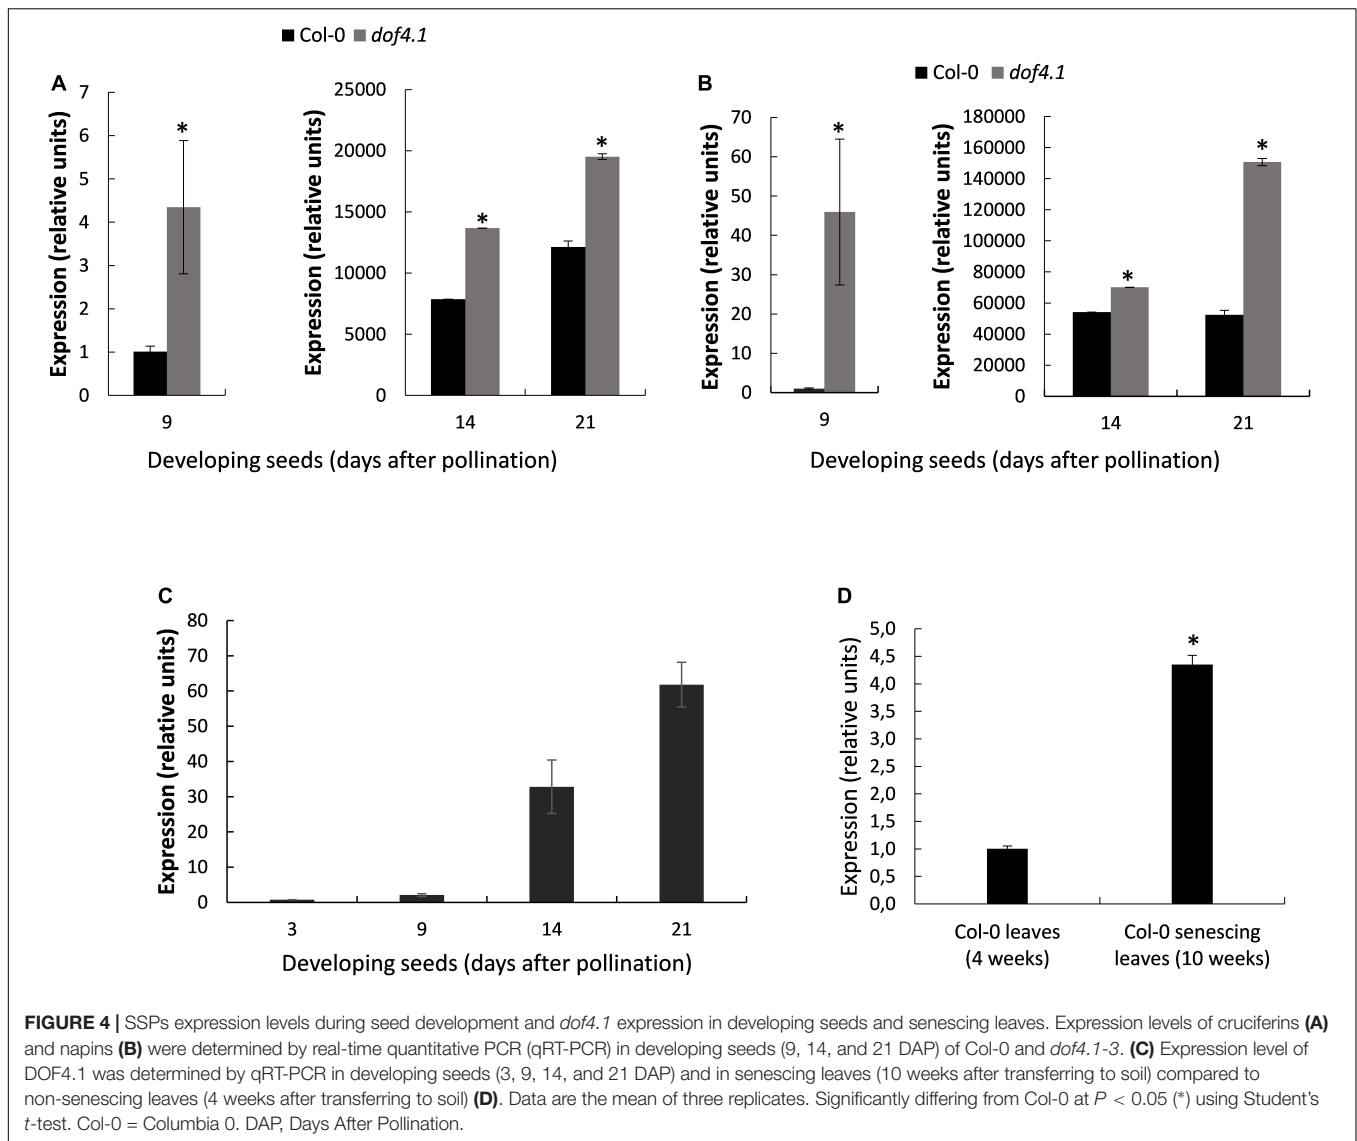 Col-0 dof4.1
A
Expression (relative units)
7
6
5
4
3
2
1
0
*
9
Expression (relative units)
25000
20000
15000
10000
5000
0
*
*
14 21
Developing seeds (days after pollination)
Col-0 dof4.1
B
Expression (relative units)
70
60
50
40
30
20
10
0
*
9
Expression (relative units)
180000
160000
140000
120000
100000
80000
60000
40000
20000
0
*
*
14 21
Developing seeds (days after pollination)
C
Expression (relative units)
80
70
60
50
40
30
20
10
0
3 9 14 21
Developing seeds (days after pollination)
D
Expression (relative units)
5,0
4,5
4,0
3,5
3,0
2,5
2,0
1,5
1,0
0,5
0,0
*
Col-0 leaves
(4 weeks)
Col-0 senescing
leaves (10 weeks)
FIGURE 4 | SSPs expression levels during seed development and dof4.1 expression in developing seeds and senescing leaves. Expression levels of cruciferins (A)
and napins (B) were determined by real-time quantitative PCR (qRT-PCR) in developing seeds (9, 14, and 21 DAP) of Col-0 and dof4.1-3. (C) Expression level of
DOF4.1 was determined by qRT-PCR in developing seeds (3, 9, 14, and 21 DAP) and in senescing leaves (10 weeks after transferring to soil) compared to
non-senescing leaves (4 weeks after transferring to soil) (D). Data are the mean of three replicates. Significantly differing from Col-0 at P < 0.05 (*) using Student's
t-test. Col-0 = Columbia 0. DAP, Days After Pollination.